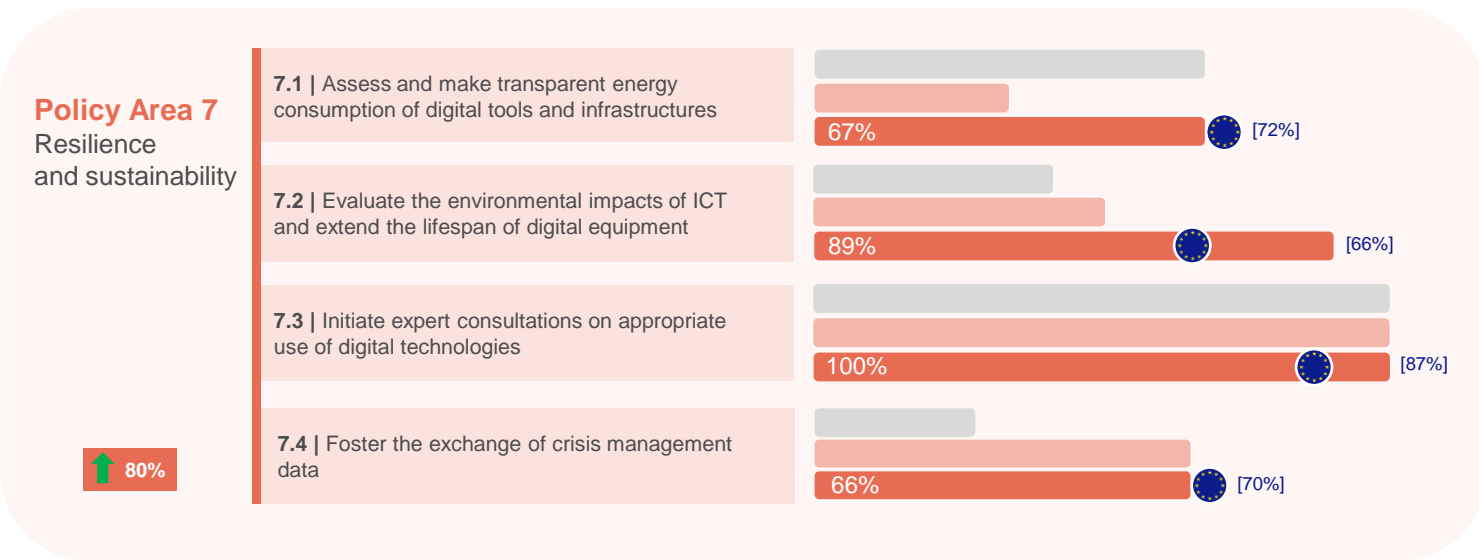 Policy Area 7
Resilience
and sustainability
80%
7.1 | Assess and make transparent energy
consumption of digital tools and infrastructures
67%
[72%]
7.2 | Evaluate the environmental impacts of ICT
and extend the lifespan of digital equipment
89%
[66%]
7.3 | Initiate expert consultations on appropriate
use of digital technologies
100%
[87%]
7.4 | Foster the exchange of crisis management
data
66%
[70%]